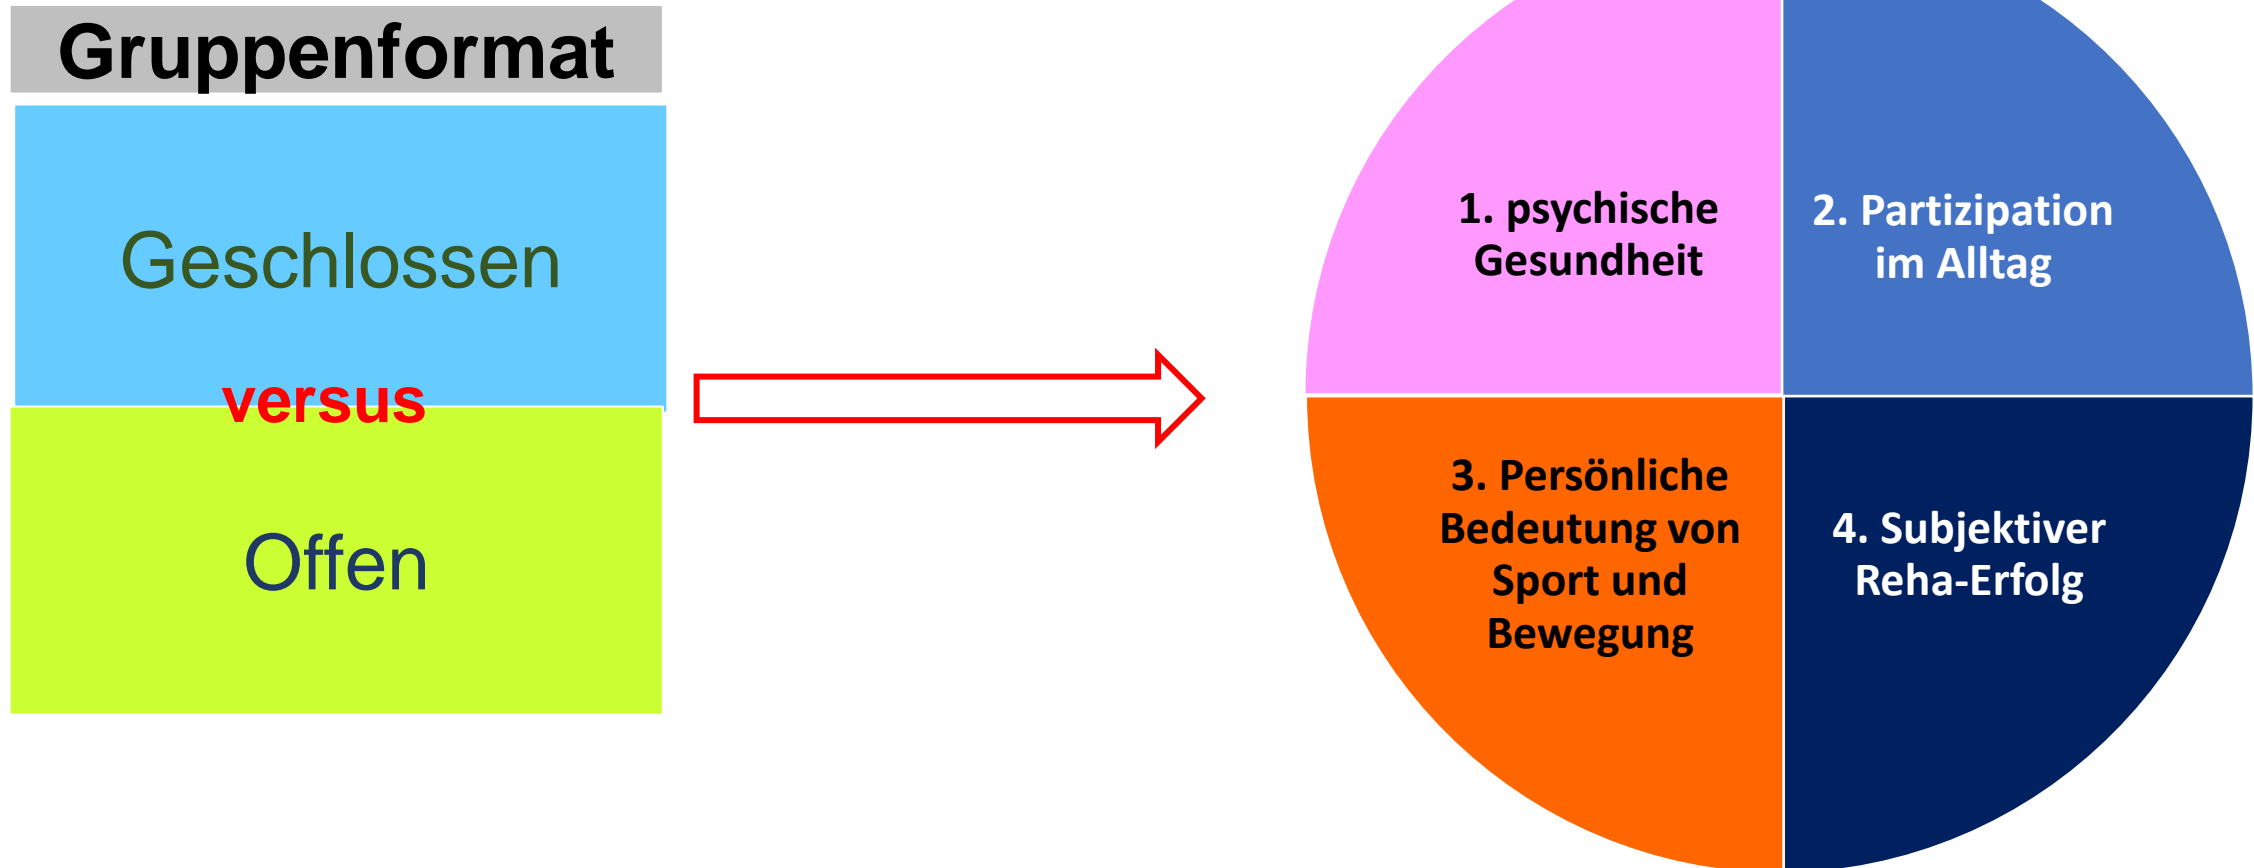 Gruppenformat
Geschlossen
versus
Offen
1. psychische
Gesundheit
2. Partizipation
im Alltag
3. Persönliche
Bedeutung von
Sport und
Bewegung
4. Subjektiver
Reha-Erfolg